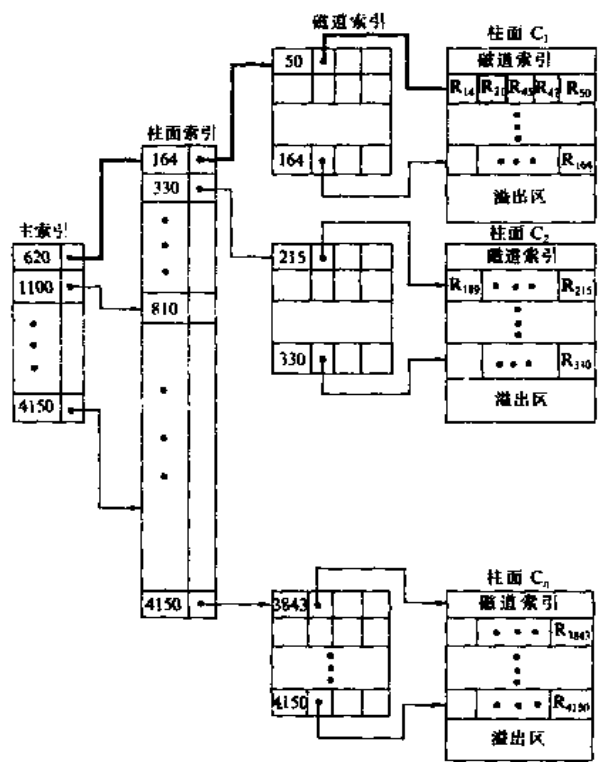 磁道索引
柱面 C₁
50
磁道索引
R₁₄ R₂₁ R₄₅ R₄₇ R₅₀
柱面索引
164
164
R₁₆₄
330
溢出区
主索引
柱面 C₂
620
215
磁道索引
1100
R₁₈₉ R₂₁₅
810
330
R₃₃₀
溢出区
4150
柱面 Cₙ
4150
3843
磁道索引
R₃₈₄₃
4150
R₄₁₅₀
溢出区